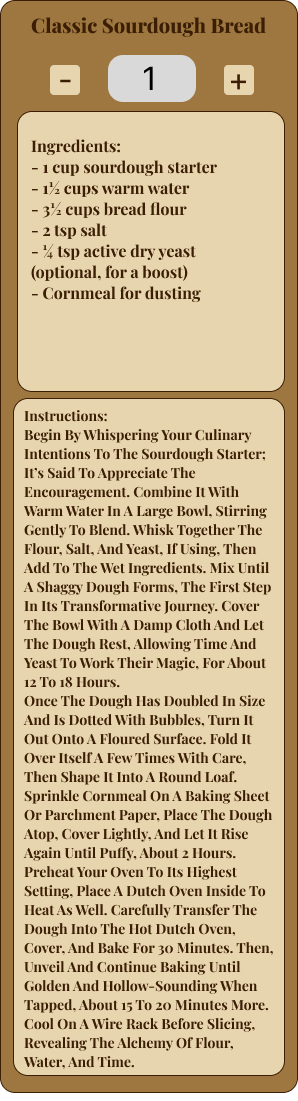 Classic Sourdough Bread
- 1 +
Ingredients:
- 1 cup sourdough starter
- 1½ cups warm water
- 3½ cups bread flour
- 2 tsp salt
- ¼ tsp active dry yeast
(optional, for a boost)
- Cornmeal for dusting
Instructions:
Begin By Whispering Your Culinary
Intentions To The Sourdough Starter;
It's Said To Appreciate The
Encouragement. Combine It With
Warm Water In A Large Bowl, Stirring
Gently To Blend. Whisk Together The
Flour, Salt, And Yeast, If Using, Then
Add To The Wet Ingredients. Mix Until
A Shaggy Dough Forms, The First Step
In Its Transformative Journey. Cover
The Bowl With A Damp Cloth And Let
The Dough Rest, Allowing Time And
Yeast To Work Their Magic, For About
12 To 18 Hours.
Once The Dough Has Doubled In Size
And Is Dotted With Bubbles, Turn It
Out Onto A Floured Surface. Fold It
Over Itself A Few Times With Care,
Then Shape It Into A Round Loaf.
Sprinkle Cornmeal On A Baking Sheet
Or Parchment Paper, Place The Dough
Atop, Cover Lightly, And Let It Rise
Again Until Puffy, About 2 Hours.
Preheat Your Oven To Its Highest
Setting, Place A Dutch Oven Inside To
Heat As Well. Carefully Transfer The
Dough Into The Hot Dutch Oven,
Cover, And Bake For 30 Minutes. Then,
Unveil And Continue Baking Until
Golden And Hollow-Sounding When
Tapped, About 15 To 20 Minutes More.
Cool On A Wire Rack Before Slicing,
Revealing The Alchemy Of Flour,
Water, And Time.